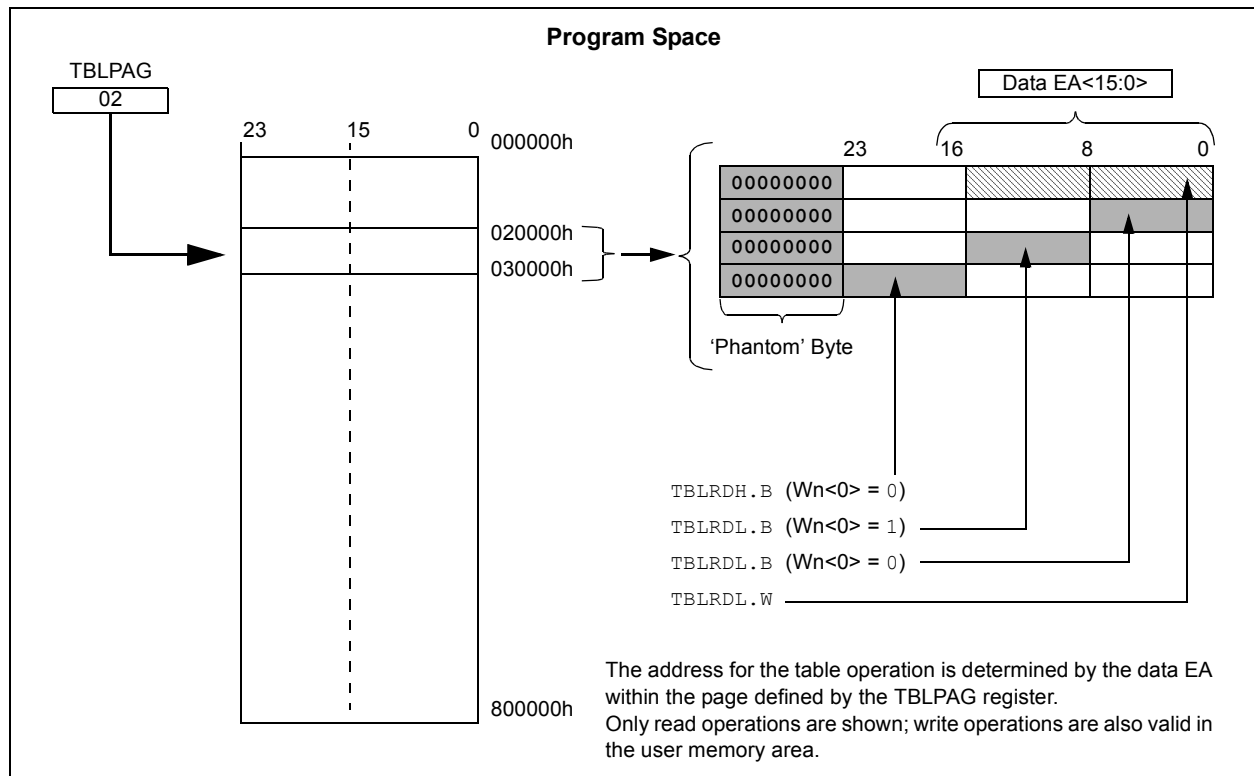 Program Space
TBLPAG
02
Data EA<15:0>
23 15 0
000000h
23 16 8 0
00000000
00000000
00000000
00000000
020000h
030000h
'Phantom' Byte
TBLRDH.B (Wn<0> = 0)
TBLRDL.B (Wn<0> = 1)
TBLRDL.B (Wn<0> = 0)
TBLRDL.W
The address for the table operation is determined by the data EA
within the page defined by the TBLPAG register.
Only read operations are shown; write operations are also valid in
the user memory area.
800000h